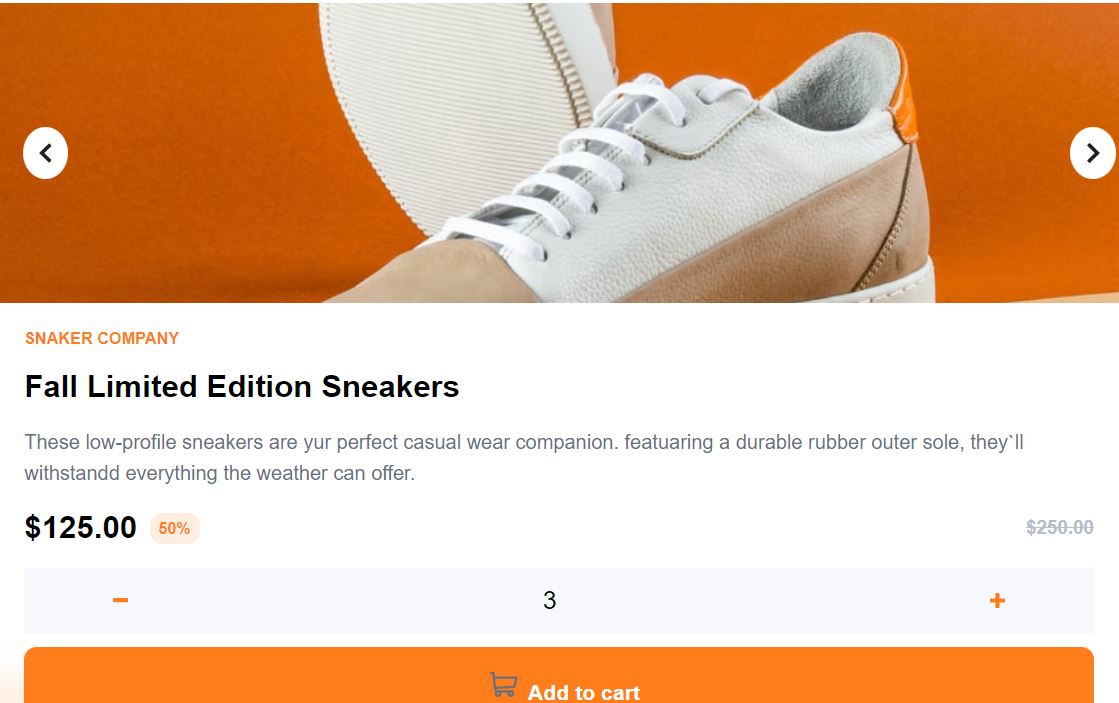 SNAKER COMPANY
Fall Limited Edition Sneakers
These low-profile sneakers are yur perfect casual wear companion. featuaring a durable rubber outer sole, they`ll
withstandd everything the weather can offer.
$125.00 50% $250.00
3
Add to cart